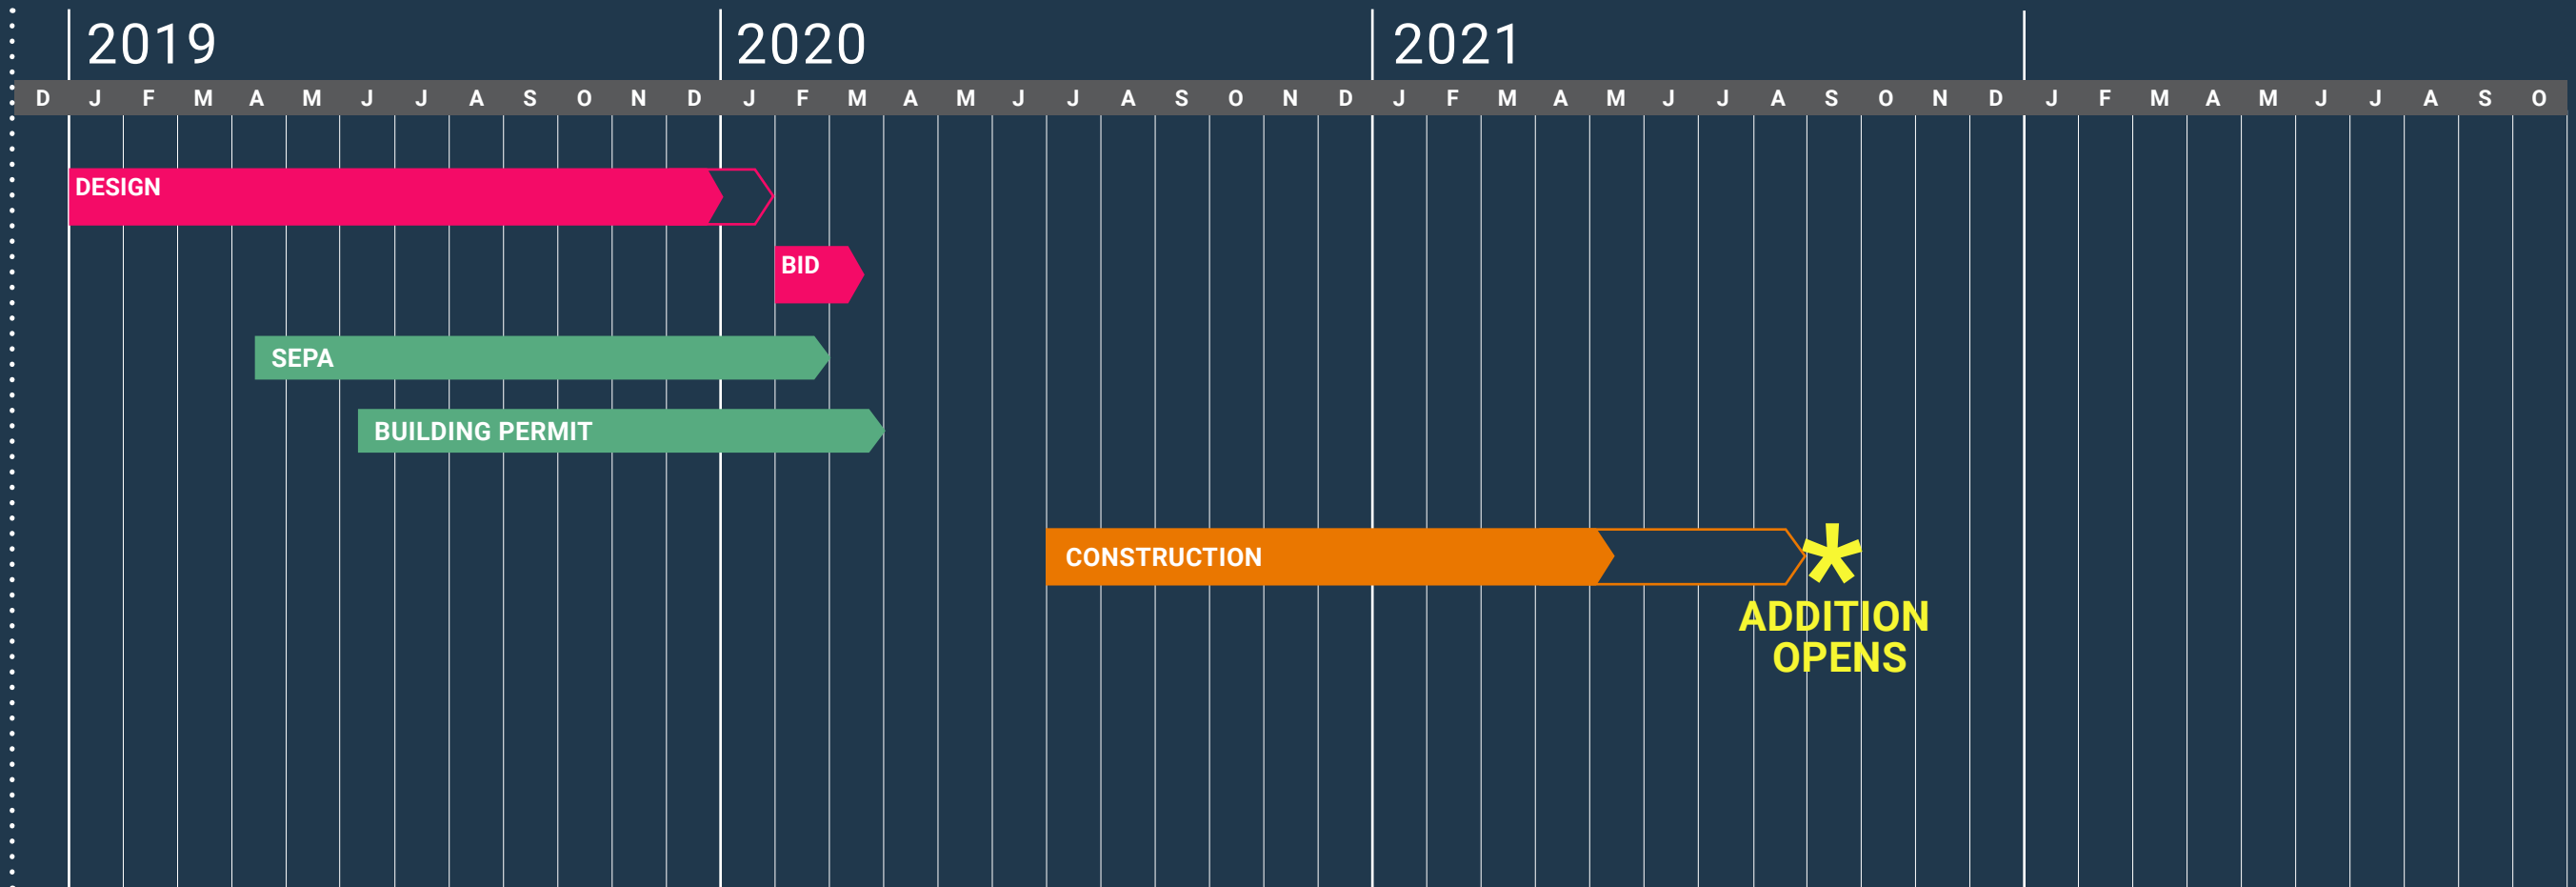 2019 2020 2021
D J F M A M J J A S O N D J F M A M J J A S O N D J F M A M J J A S O N D J F M A M J J A S O
DESIGN
BID
SEPA
BUILDING PERMIT
CONSTRUCTION *
ADDITION
OPENS